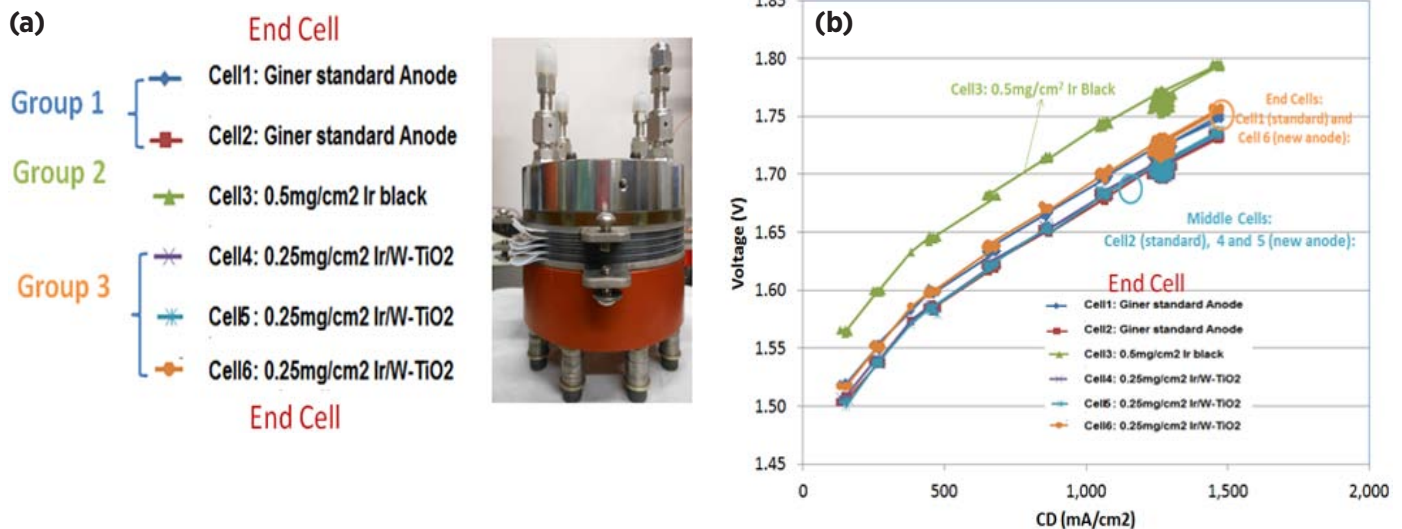 (a)
End Cell
Group 1
Cell1: Giner standard Anode
Cell2: Giner standard Anode
Group 2
Cell3: 0.5mg/cm2 Ir black
Group 3
Cell4: 0.25mg/cm2 Ir/W-TiO2
Cell5: 0.25mg/cm2 Ir/W-TiO2
Cell6: 0.25mg/cm2 Ir/W-TiO2
End Cell
(b)
1.85
1.80
1.75
1.70
1.65
1.60
1.55
1.50
1.45
Voltage (V)
Cell3: 0.5mg/cm² Ir Black
End Cells:
Cell1 (standard) and
Cell 6 (new anode):
Middle Cells:
Cell2 (standard), 4 and 5 (new anode):
End Cell
Cell1: Giner standard Anode
Cell2: Giner standard Anode
Cell3: 0.5mg/cm2 Ir black
Cell4: 0.25mg/cm2 Ir/W-TiO2
Cell5: 0.25mg/cm2 Ir/W-TiO2
Cell6: 0.25mg/cm2 Ir/W-TiO2
0 500 1,000 1,500 2,000
CD (mA/cm2)